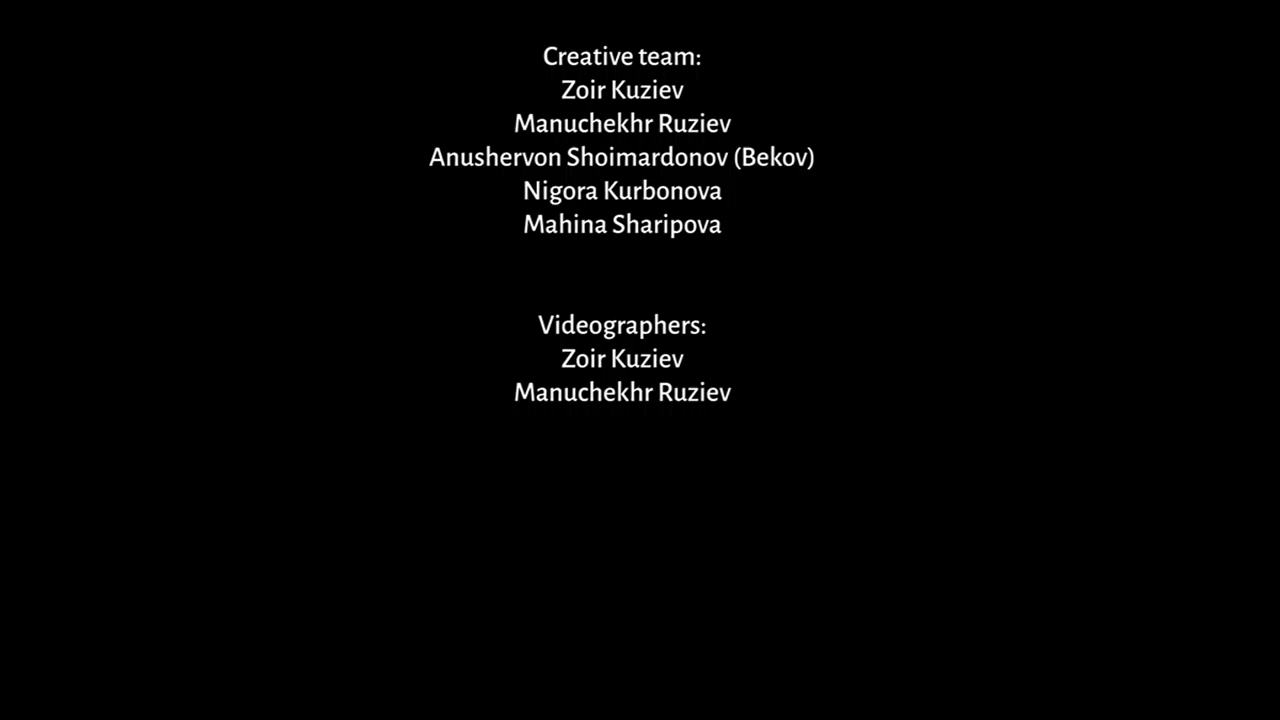 Creative team:
Zoir Kuziev
Manuchekhr Ruziev
Anushervon Shoimardonov (Bekov)
Nigora Kurbonova
Mahina Sharipova
Videographers:
Zoir Kuziev
Manuchekhr Ruziev